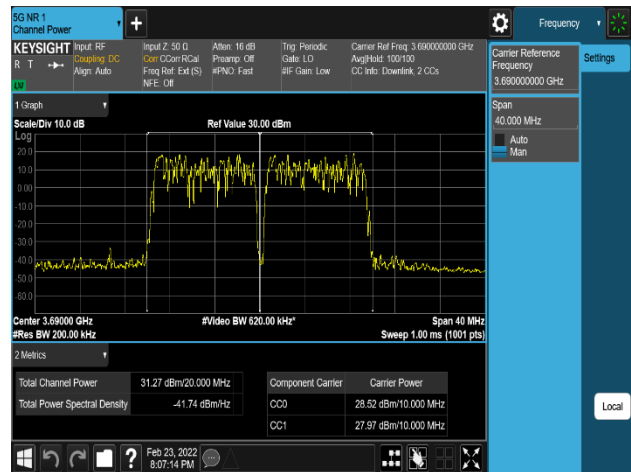 5G NR 1
Channel Power
Frequency
KEYSIGHT
R T
LV
Input: RF
Coupling: DC
Align: Auto
Input Z: 50 Ω
Corr CCorr RCal
Freq Ref: Ext (S)
NFE: Off
Atten: 16 dB
Preamp: Off
#PNO: Fast
Trig: Periodic
Gate: LO
#IF Gain: Low
Carrier Ref Freq: 3.690000000 GHz
Avg|Hold: 100/100
CC Info: Downlink, 2 CCs
Carrier Reference
Frequency
3.690000000 GHz
Settings
Span
40.000 MHz
Auto
Man
1 Graph
Scale/Div 10.0 dB
Ref Value 30.00 dBm
Log
20.0
10.0
0.00
-10.0
-20.0
-30.0
-40.0
-50.0
-60.0
Center 3.69000 GHz
#Video BW 620.00 kHz*
Span 40 MHz
#Res BW 200.00 kHz
Sweep 1.00 ms (1001 pts)
2 Metrics
Total Channel Power 31.27 dBm/20.000 MHz
Total Power Spectral Density -41.74 dBm/Hz
Component Carrier Carrier Power
CC0 28.52 dBm/10.000 MHz
CC1 27.97 dBm/10.000 MHz
Local
?
Feb 23, 2022
8:07:14 PM